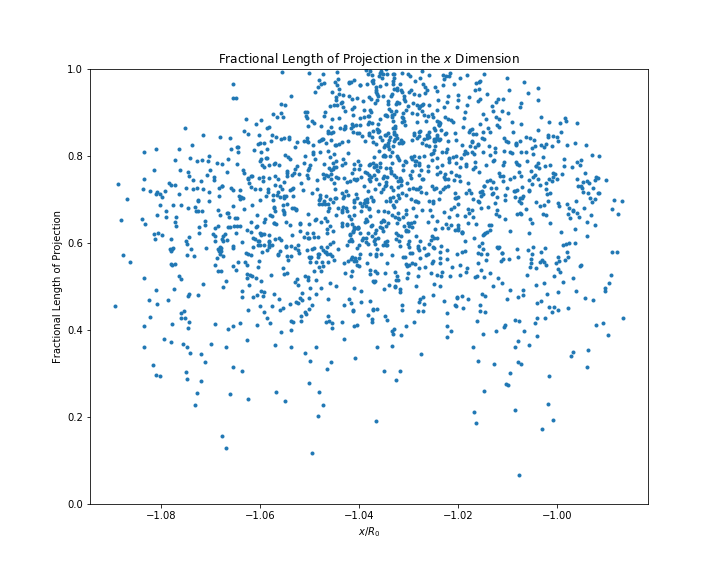 Fractional Length of Projection in the x Dimension
1.0
0.8
0.6
0.4
0.2
0.0
Fractional Length of Projection
−1.08 −1.06 −1.04 −1.02 −1.00
x/R₀